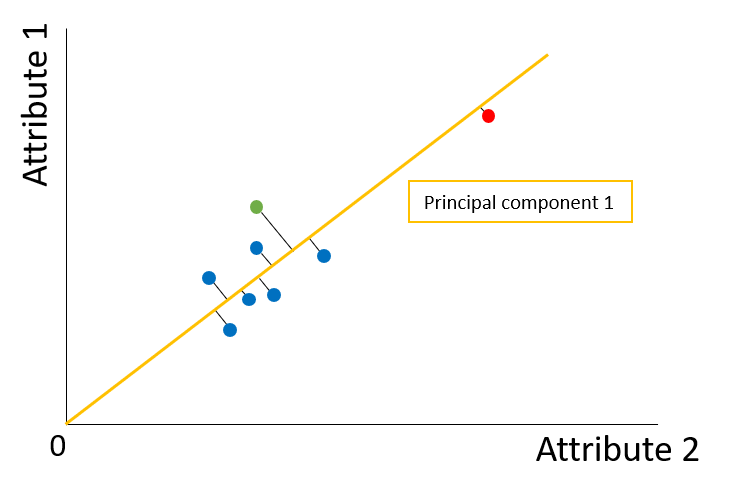 Attribute 1
Principal component 1
0
Attribute 2